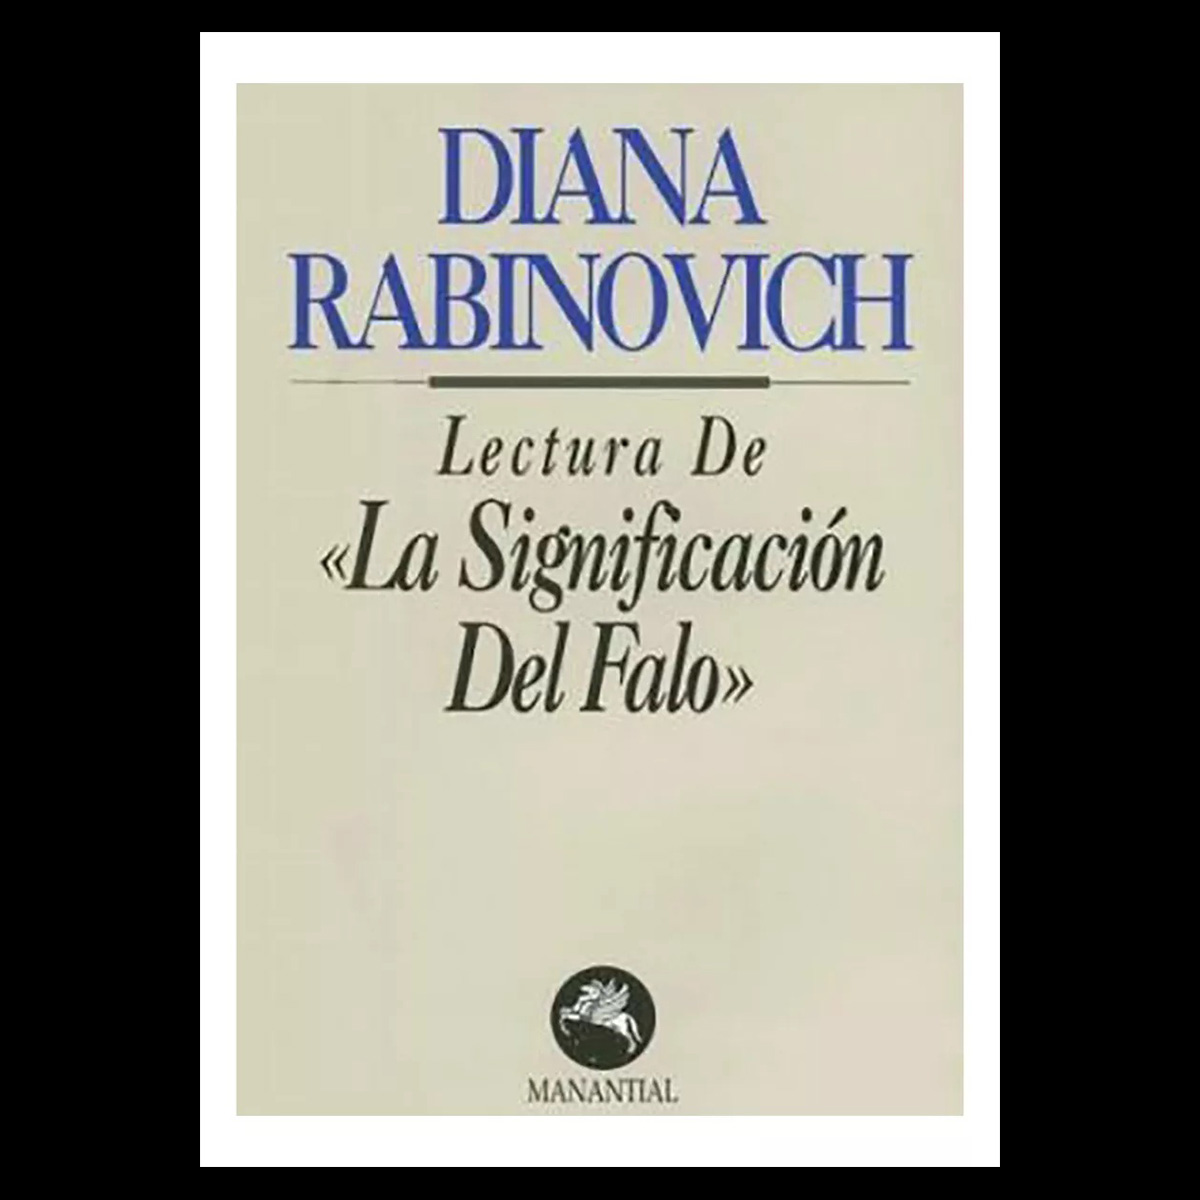 DIANA
RABINOVICH
Lectura De
«La Significación
Del Falo»
MANANTIAL